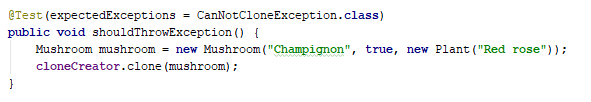 @Test(expectedExceptions = CanNotCloneException.class)
public void shouldThrowException() {
    Mushroom mushroom = new Mushroom("Champignon", true, new Plant("Red rose"));
    cloneCreator.clone(mushroom);
}